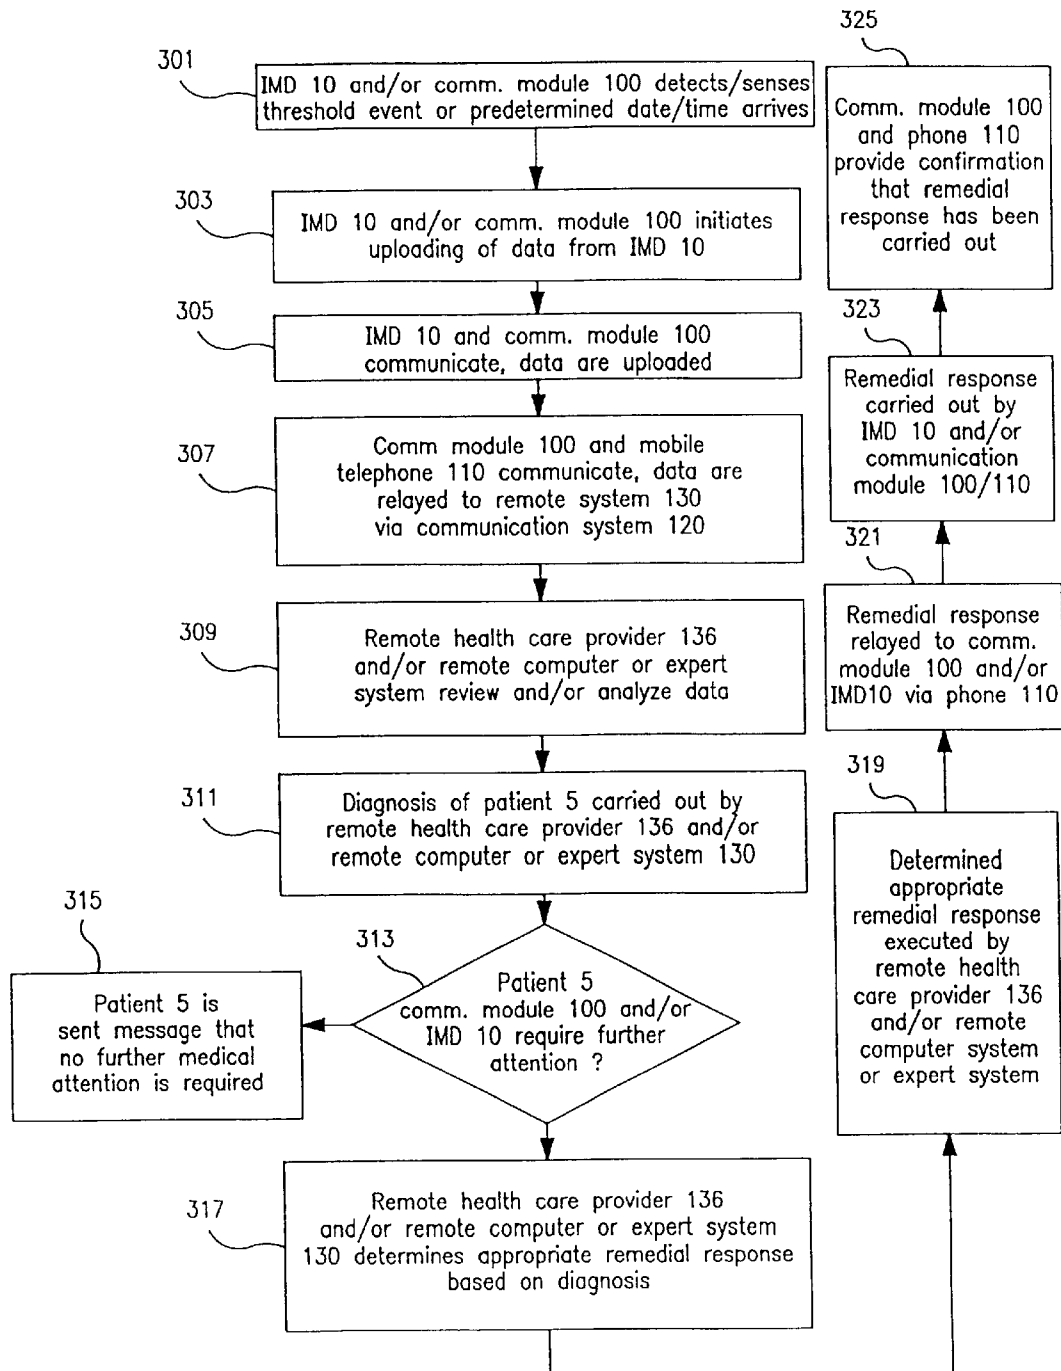 301
IMD 10 and/or comm. module 100 detects/senses
threshold event or predetermined date/time arrives
303
IMD 10 and/or comm. module 100 initiates
uploading of data from IMD 10
305
IMD 10 and comm. module 100
communicate, data are uploaded
307
Comm module 100 and mobile
telephone 110 communicate, data are
relayed to remote system 130
via communication system 120
309
Remote health care provider 136
and/or remote computer or expert
system review and/or analyze data
311
Diagnosis of patient 5 carried out by
remote health care provider 136 and/or
remote computer or expert system 130
313
Patient 5
comm. module 100 and/or
IMD 10 require further
attention ?
315
Patient 5 is
sent message that
no further medical
attention is required
317
Remote health care provider 136
and/or remote computer or expert system
130 determines appropriate remedial response
based on diagnosis
319
Determined
appropriate
remedial response
executed by
remote health
care provider 136
and/or remote
computer system
or expert system
321
Remedial response
relayed to comm.
module 100 and/or
IMD10 via phone 110
323
Remedial response
carried out by
IMD 10 and/or
communication
module 100/110
325
Comm. module 100
and phone 110
provide confirmation
that remedial
response has been
carried out